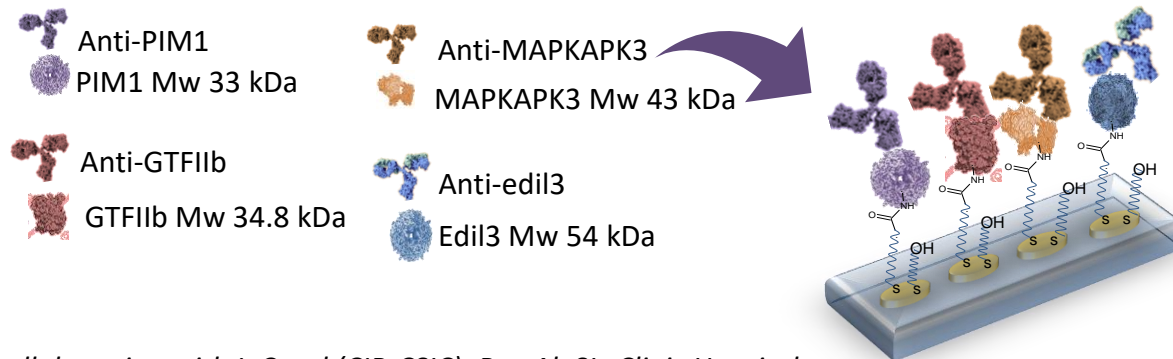 Anti-PIM1
PIM1 Mw 33 kDa
Anti-GTFIIb
GTFIIb Mw 34.8 kDa
Anti-MAPKAPK3
MAPKAPK3 Mw 43 kDa
Anti-edil3
Edil3 Mw 54 kDa
O
NH
OH
S S
O
NH
OH
S S
O
NH
OH
S S
O
NH
OH
S S